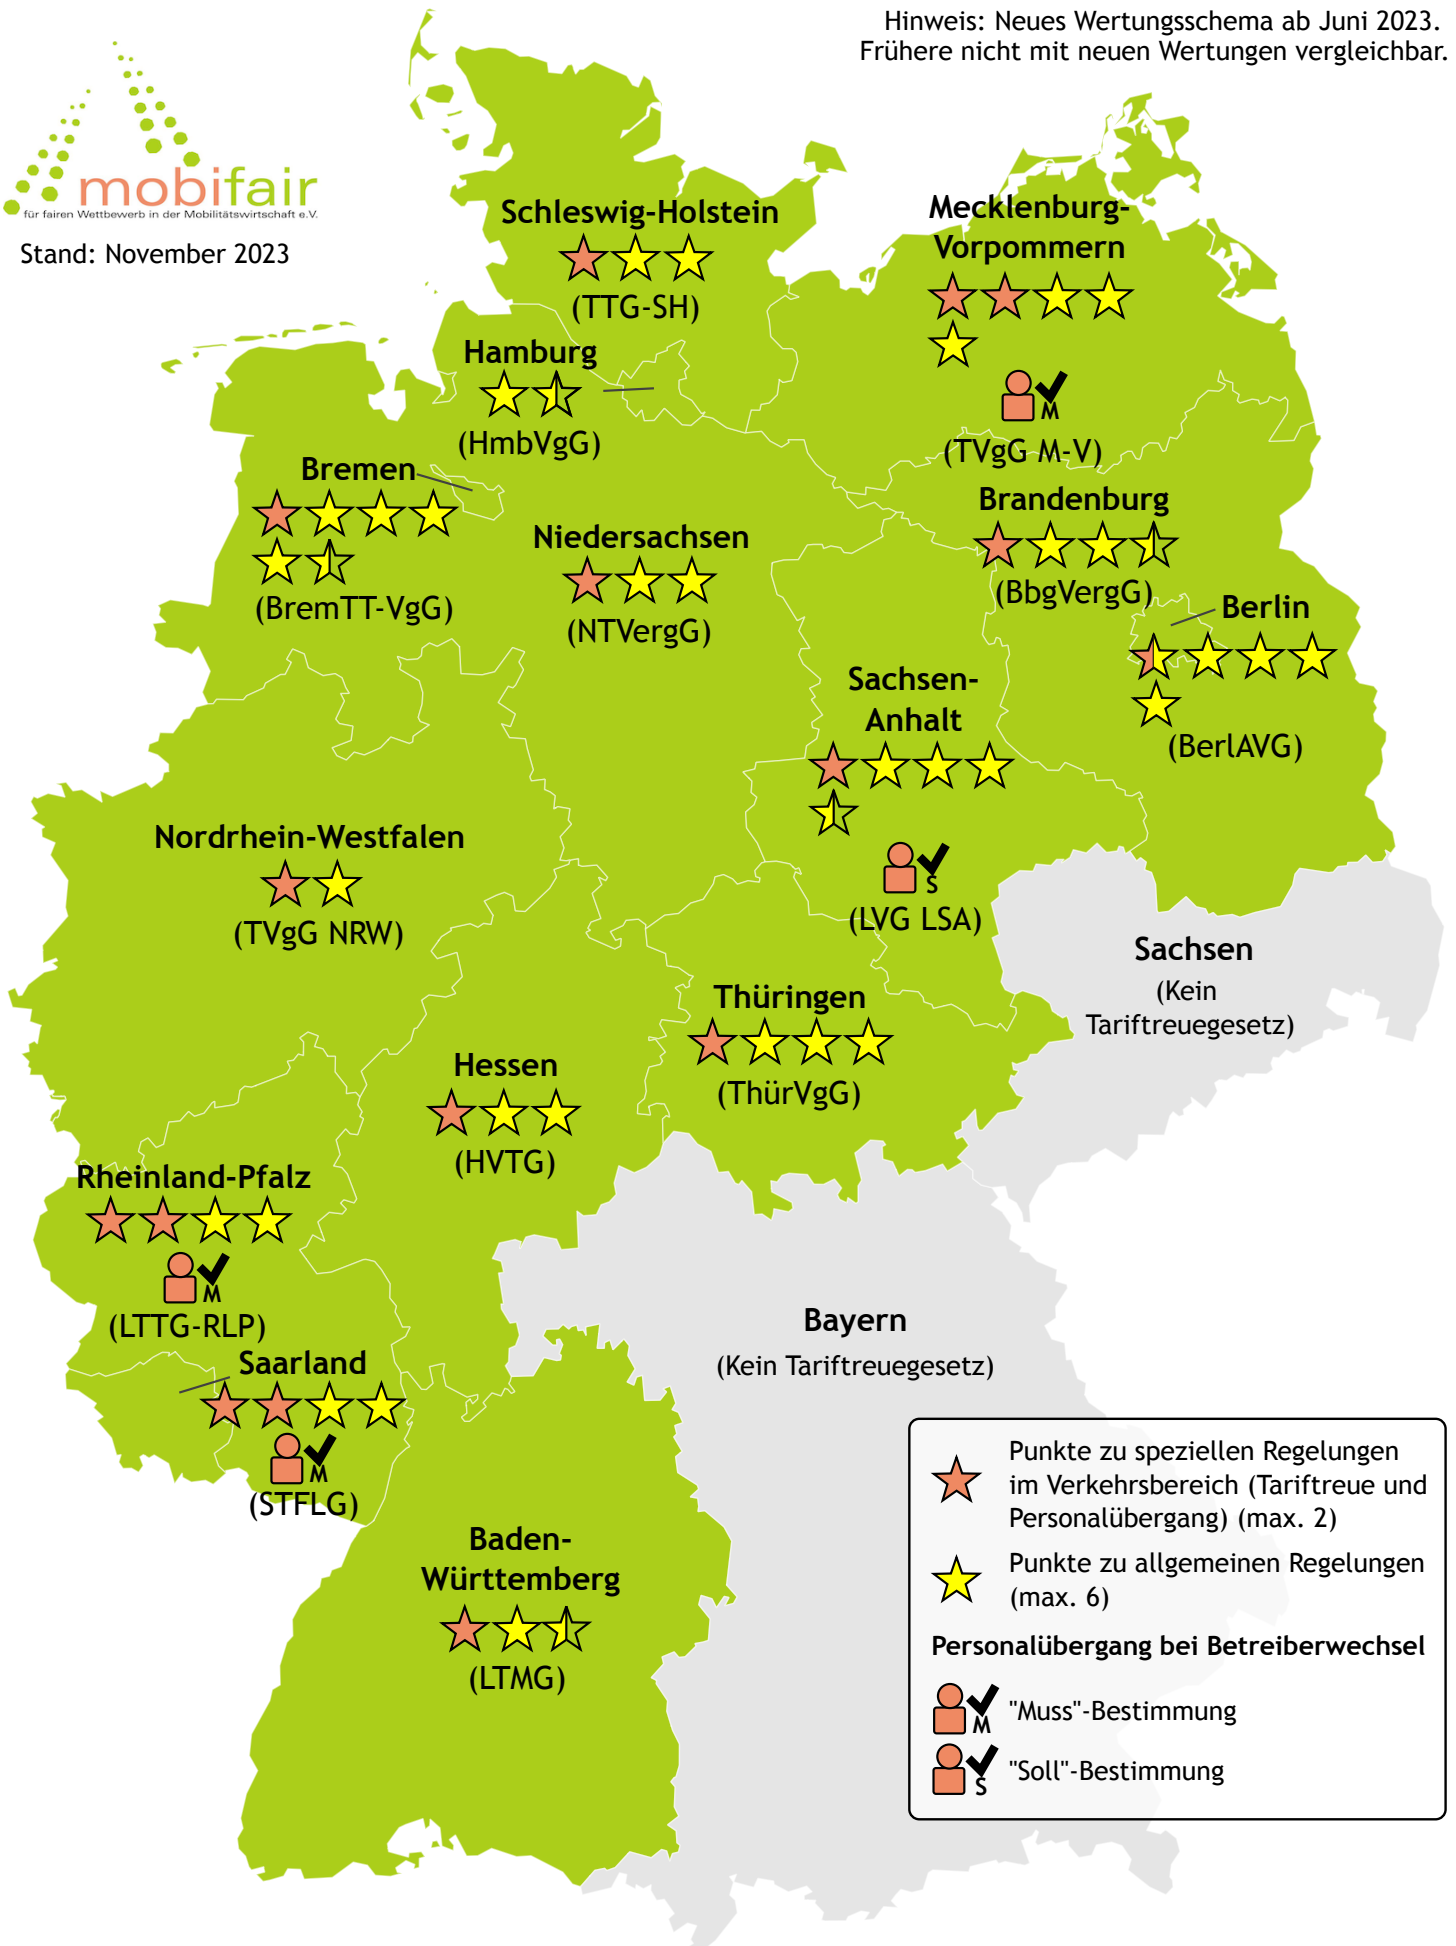 Hinweis: Neues Wertungsschema ab Juni 2023.
Frühere nicht mit neuen Wertungen vergleichbar.
mobifair
für fairen Wettbewerb in der Mobilitätswirtschaft e.V.
Stand: November 2023
Schleswig-Holstein
(TTG-SH)
Mecklenburg-
Vorpommern
M
(TVgG M-V)
Hamburg
(HmbVgG)
Bremen
(BremTT-VgG)
Niedersachsen
(NTVergG)
Brandenburg
(BbgVergG)
Berlin
(BerlAVG)
Sachsen-
Anhalt
S
(LVG LSA)
Nordrhein-Westfalen
(TVgG NRW)
Sachsen
(Kein
Tariftreuegesetz)
Thüringen
(ThürVgG)
Hessen
(HVTG)
Rheinland-Pfalz
M
(LTTG-RLP)
Saarland
M
(STFLG)
Bayern
(Kein Tariftreuegesetz)
Baden-
Württemberg
(LTMG)
Punkte zu speziellen Regelungen
im Verkehrsbereich (Tariftreue und
Personalübergang) (max. 2)
Punkte zu allgemeinen Regelungen
(max. 6)
Personalübergang bei Betreiberwechsel
M "Muss"-Bestimmung
S "Soll"-Bestimmung